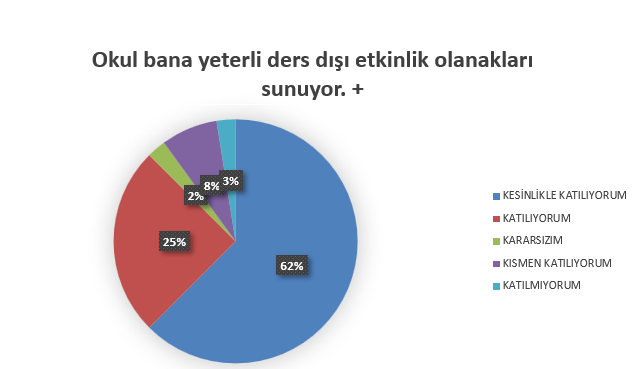 Okul bana yeterli ders dışı etkinlik olanakları
sunuyor. +
2%
8%
3%
25%
62%
KESİNLİKLE KATILIYORUM
KATILIYORUM
KARARSIZIM
KISMEN KATILIYORUM
KATILMIYORUM